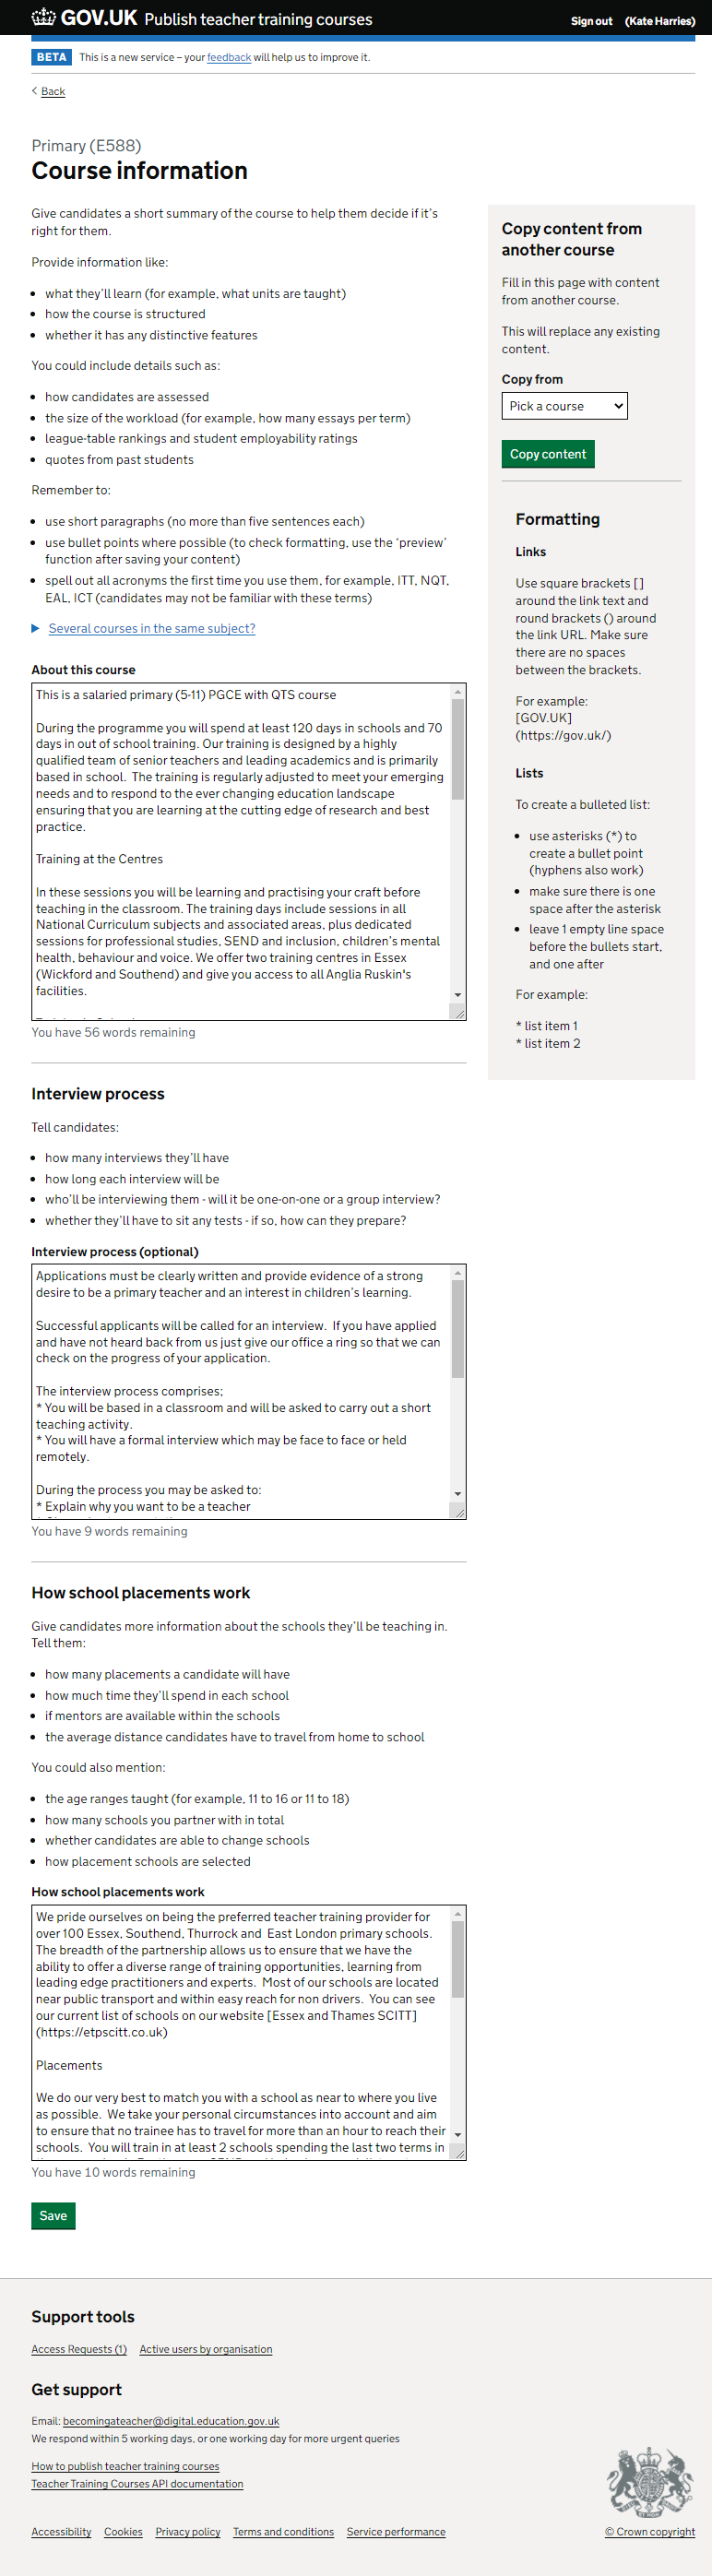 GOV.UK Publish teacher training courses
Sign out (Kate Harries)
BETA This is a new service – your feedback will help us to improve it.
Back
Primary (E588)
Course information
Give candidates a short summary of the course to help them decide if it’s
right for them.
Provide information like:
• what they’ll learn (for example, what units are taught)
• how the course is structured
• whether it has any distinctive features
You could include details such as:
• how candidates are assessed
• the size of the workload (for example, how many essays per term)
• league-table rankings and student employability ratings
• quotes from past students
Remember to:
• use short paragraphs (no more than five sentences each)
• use bullet points where possible (to check formatting, use the ‘preview’
function after saving your content)
• spell out all acronyms the first time you use them, for example, ITT, NQT,
EAL, ICT (candidates may not be familiar with these terms)
Several courses in the same subject?
About this course
This is a salaried primary (5-11) PGCE with QTS course
During the programme you will spend at least 120 days in schools and 70
days in out of school training. Our training is designed by a highly
qualified team of senior teachers and leading academics and is primarily
based in school.  The training is regularly adjusted to meet your emerging
needs and to respond to the ever changing education landscape
ensuring that you are learning at the cutting edge of research and best
practice.
Training at the Centres
In these sessions you will be learning and practising your craft before
teaching in the classroom. The training days include sessions in all
National Curriculum subjects and associated areas, plus dedicated
sessions for professional studies, SEND and inclusion, children’s mental
health, behaviour and voice. We offer two training centres in Essex
(Wickford and Southend) and give you access to all Anglia Ruskin's
facilities.
You have 56 words remaining
Interview process
Tell candidates:
• how many interviews they’ll have
• how long each interview will be
• who’ll be interviewing them - will it be one-on-one or a group interview?
• whether they’ll have to sit any tests - if so, how can they prepare?
Interview process (optional)
Applications must be clearly written and provide evidence of a strong
desire to be a primary teacher and an interest in children’s learning.
Successful applicants will be called for an interview.  If you have applied
and have not heard back from us just give our office a ring so that we can
check on the progress of your application.
The interview process comprises;
* You will be based in a classroom and will be asked to carry out a short
teaching activity.
* You will have a formal interview which may be face to face or held
remotely.
During the process you may be asked to:
* Explain why you want to be a teacher
You have 9 words remaining
How school placements work
Give candidates more information about the schools they’ll be teaching in.
Tell them:
• how many placements a candidate will have
• how much time they’ll spend in each school
• if mentors are available within the schools
• the average distance candidates have to travel from home to school
You could also mention:
• the age ranges taught (for example, 11 to 16 or 11 to 18)
• how many schools you partner with in total
• whether candidates are able to change schools
• how placement schools are selected
How school placements work
We pride ourselves on being the preferred teacher training provider for
over 100 Essex, Southend, Thurrock and  East London primary schools.
The breadth of the partnership allows us to ensure that we have the
ability to offer a diverse range of training opportunities, learning from
leading edge practitioners and experts.  Most of our schools are located
near public transport and within easy reach for non drivers.  You can see
our current list of schools on our website [Essex and Thames SCITT]
(https://etpscitt.co.uk)
Placements
We do our very best to match you with a school as near to where you live
as possible.  We take your personal circumstances into account and aim
to ensure that no trainee has to travel for more than an hour to reach their
schools.  You will train in at least 2 schools spending the last two terms in
You have 10 words remaining
Save
Copy content from
another course
Fill in this page with content
from another course.
This will replace any existing
content.
Copy from
Pick a course
Copy content
Formatting
Links
Use square brackets [ ]
around the link text and
round brackets () around
the link URL. Make sure
there are no spaces
between the brackets.
For example:
[GOV.UK]
(https://gov.uk/)
Lists
To create a bulleted list:
• use asterisks (*) to
create a bullet point
(hyphens also work)
• make sure there is one
space after the asterisk
• leave 1 empty line space
before the bullets start,
and one after
For example:
* list item 1
* list item 2
Support tools
Access Requests (1) Active users by organisation
Get support
Email: becomingateacher@digital.education.gov.uk
We respond within 5 working days, or one working day for more urgent queries
How to publish teacher training courses
Teacher Training Courses API documentation
Accessibility Cookies Privacy policy Terms and conditions Service performance
© Crown copyright